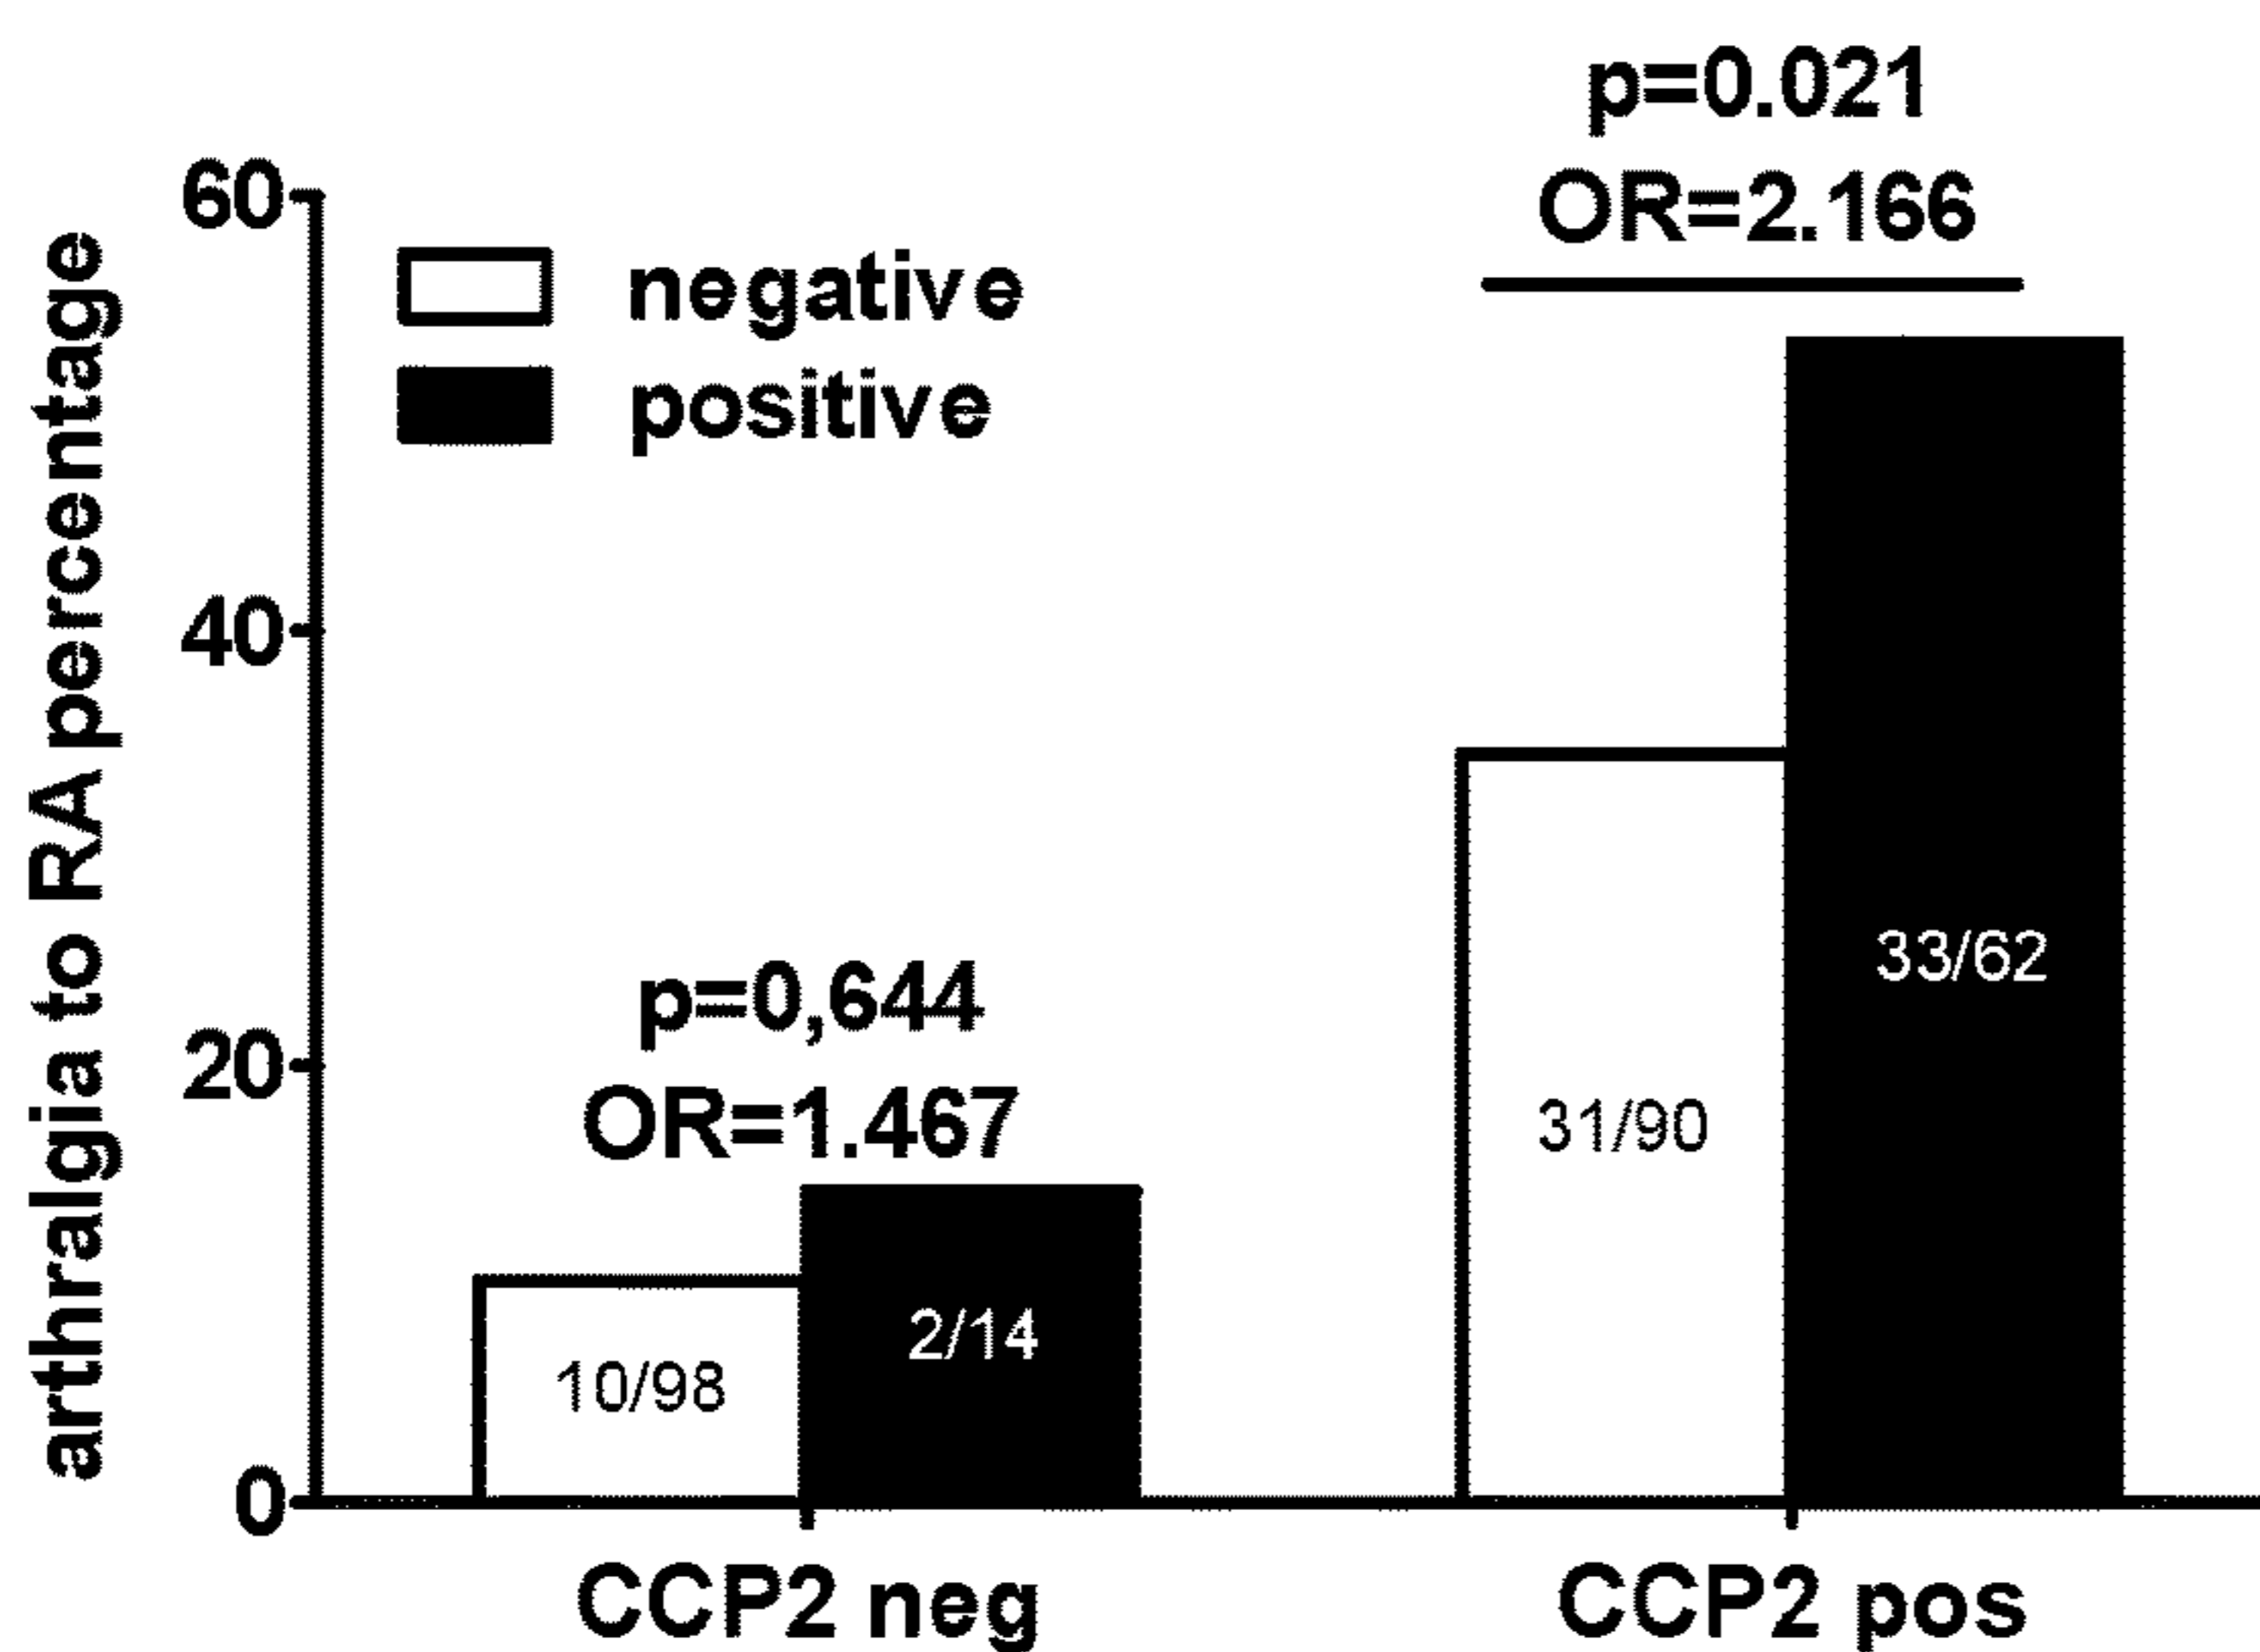 p=0.021
OR=2.166
60
negative
positive
40
arthralgia to RA percentage
33/62
p=0,644
20
OR=1.467
31/90
2/14
10/98
0
CCP2 neg
CCP2 pos